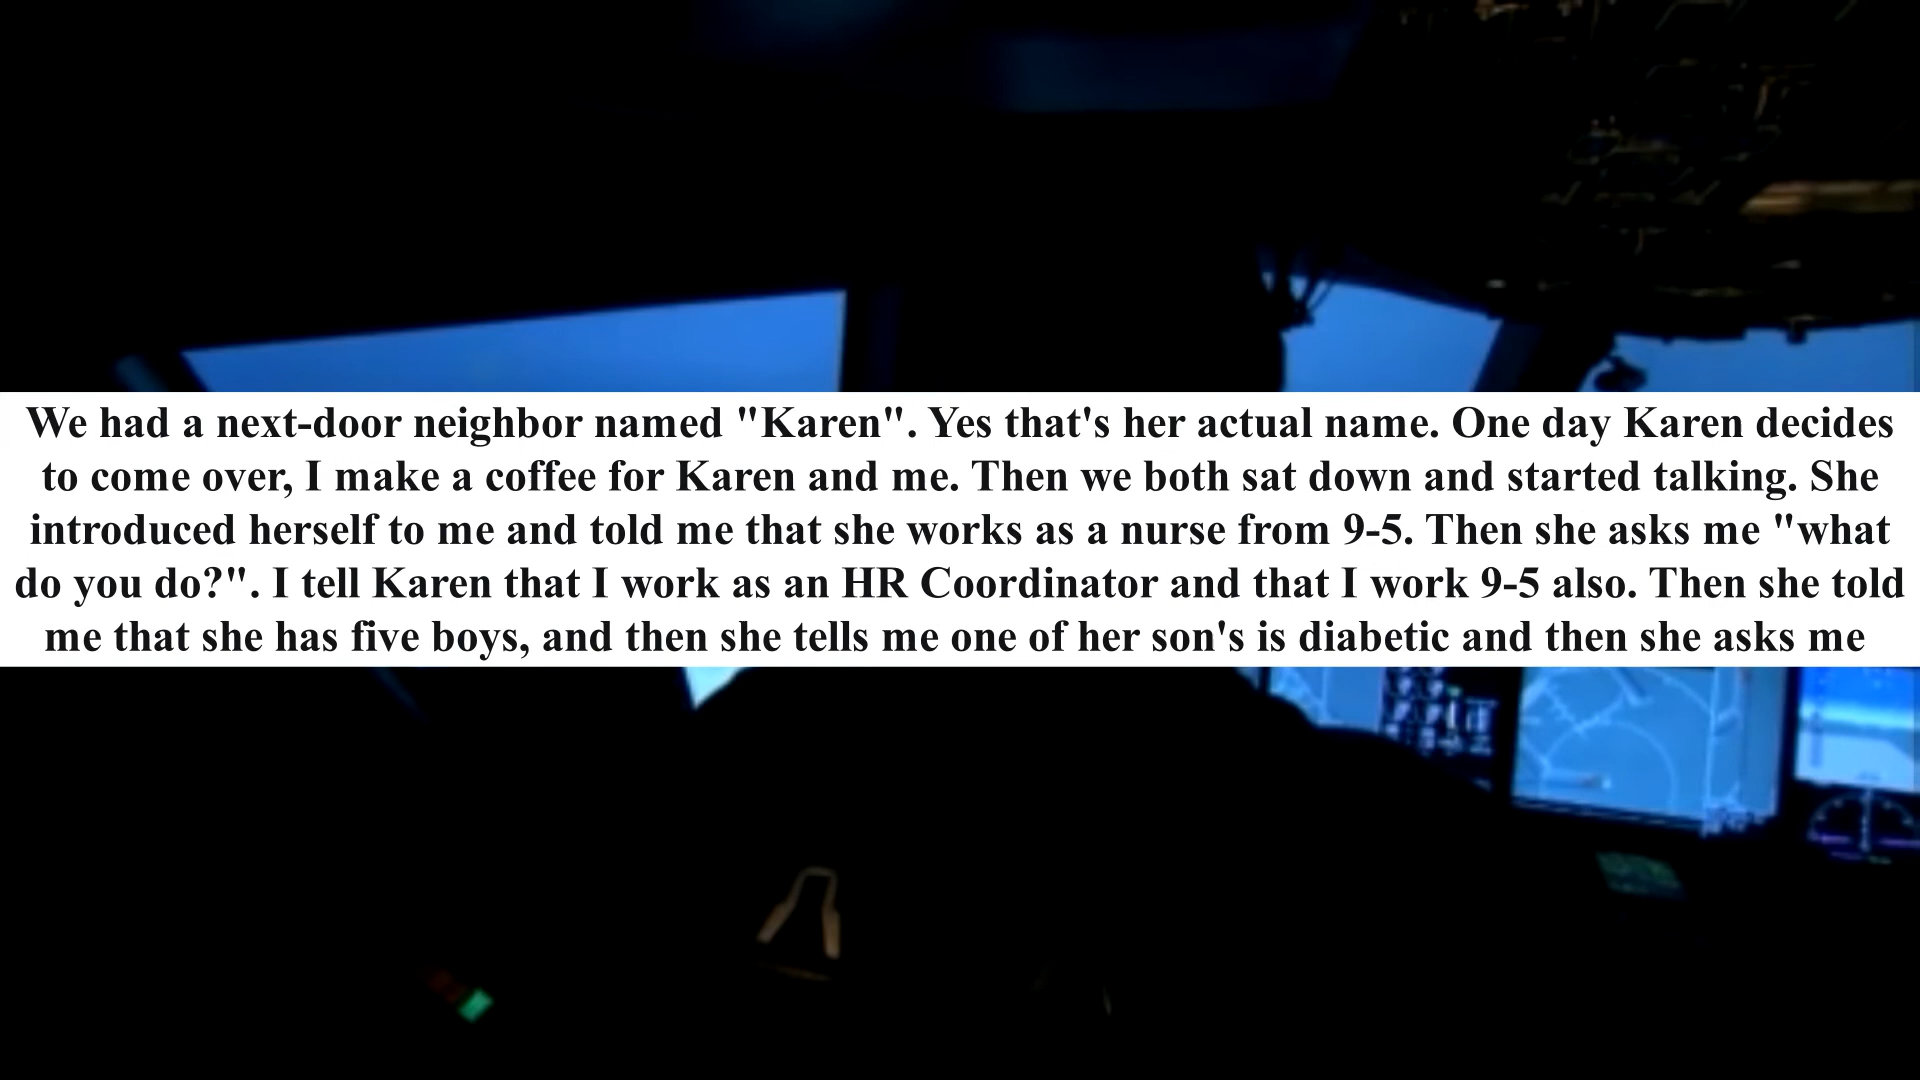 We had a next-door neighbor named "Karen". Yes that's her actual name. One day Karen decides
to come over, I make a coffee for Karen and me. Then we both sat down and started talking. She
introduced herself to me and told me that she works as a nurse from 9-5. Then she asks me "what
do you do?". I tell Karen that I work as an HR Coordinator and that I work 9-5 also. Then she told
me that she has five boys, and then she tells me one of her son's is diabetic and then she asks me